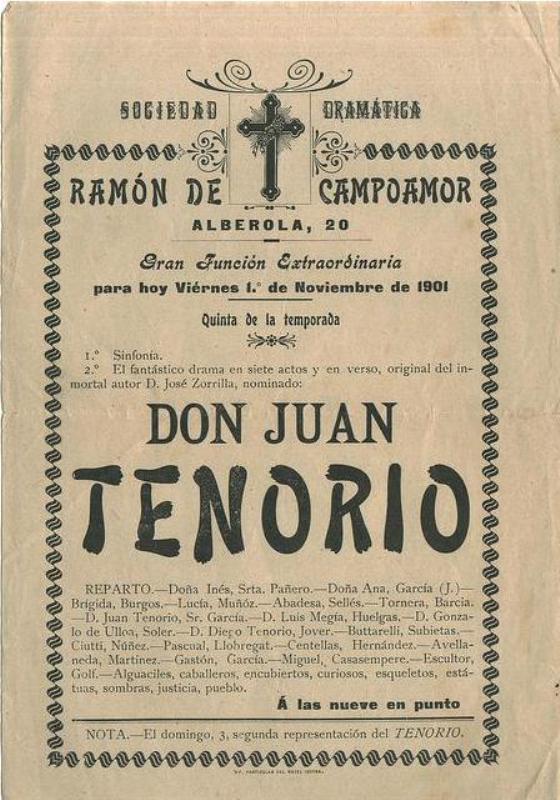 SOCIEDAD DRAMÁTICA
RAMÓN DE CAMPOAMOR
ALBEROLA, 20
Gran Función Extraordinaria
para hoy Viérnes 1.º de Noviembre de 1901
Quinta de la temporada
1.º Sinfonía.
2.º El fantástico drama en siete actos y en verso, original del in-
mortal autor D. José Zorrilla, nominado:
DON JUAN
TENORIO
REPARTO.—Doña Inés, Srta. Pañero.—Doña Ana, García (J.)—
Brígida, Burgos.—Lucía, Muñóz.—Abadesa, Sellés.—Tornera, Barcia.
—D. Juan Tenorio, Sr. García.—D. Luis Megía, Huelgas.—D. Gonza-
lo de Ulloa, Soler.—D. Diego Tenorio, Jover.—Buttarelli, Subietas.—
Ciutti, Núñez.—Pascual, Llobregat.—Centellas, Hernández.—Avella-
neda, Martinez.—Gastón, García.—Miguel, Casasempere.—Escultor,
Golf.—Alguaciles, caballeros, encubiertos, curiosos, esqueletos, está-
tuas, sombras, justicia, pueblo.
Á las nueve en punto
NOTA.—El domingo, 3, segunda representación del TENORIO.